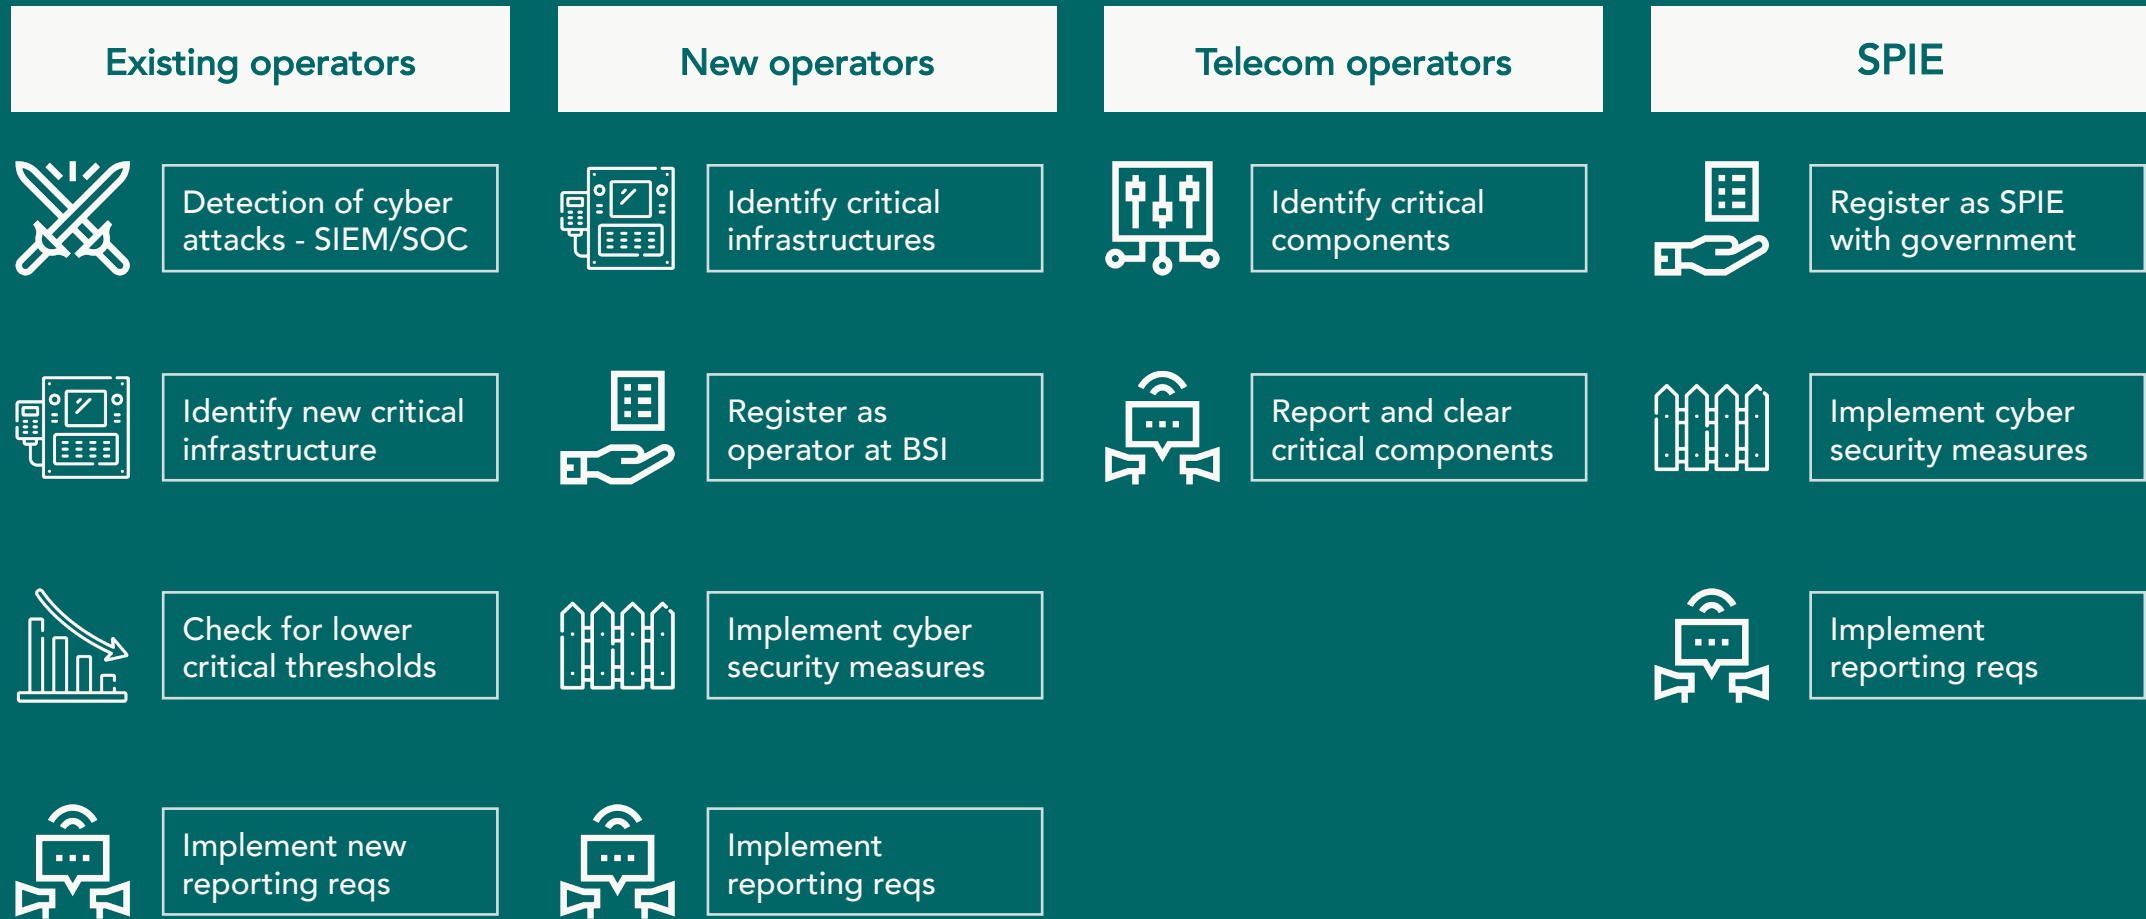 Existing operators
Detection of cyber
attacks - SIEM/SOC
Identify new critical
infrastructure
Check for lower
critical thresholds
Implement new
reporting reqs
New operators
Identify critical
infrastructures
Register as
operator at BSI
Implement cyber
security measures
Implement
reporting reqs
Telecom operators
Identify critical
components
Report and clear
critical components
SPIE
Register as SPIE
with government
Implement cyber
security measures
Implement
reporting reqs